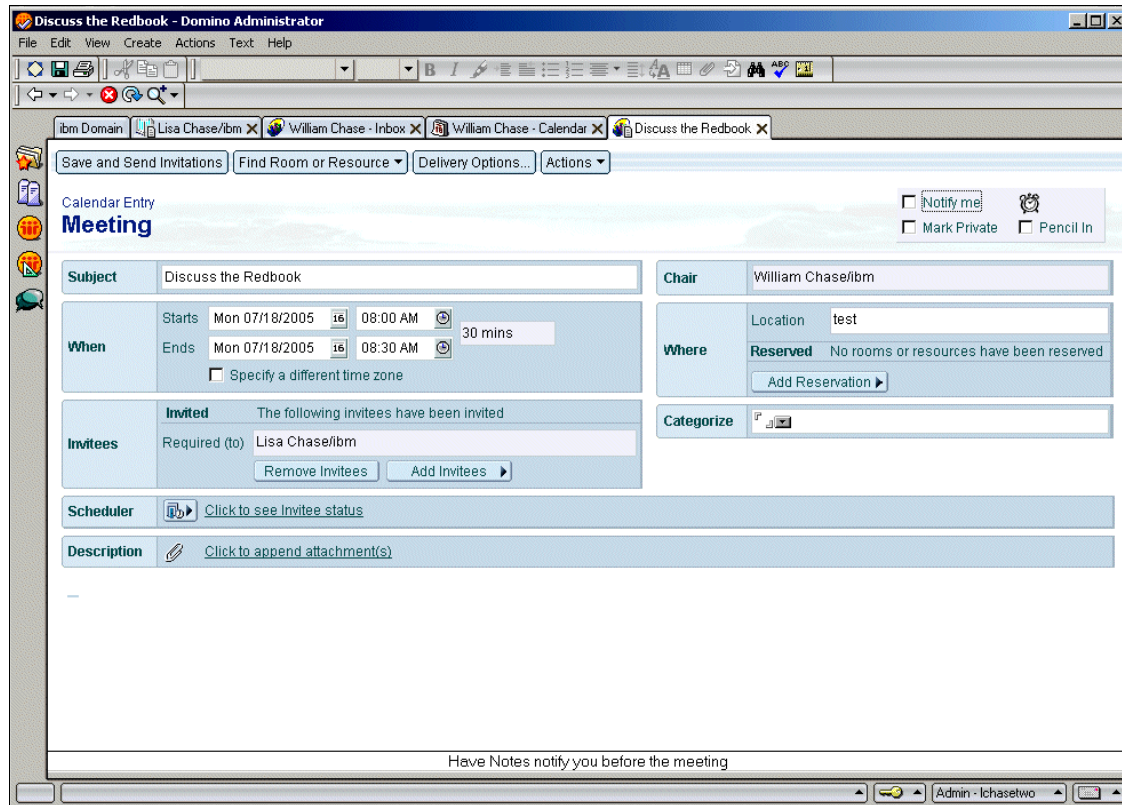 Discuss the Redbook - Domino Administrator
File Edit View Create Actions Text Help
B I
ABC
ibm Domain Lisa Chase/ibm William Chase - Inbox William Chase - Calendar Discuss the Redbook
Save and Send Invitations Find Room or Resource Delivery Options... Actions
Calendar Entry
Meeting
Notify me
Mark Private Pencil In
Subject Discuss the Redbook
Chair William Chase/ibm
When
Starts Mon 07/18/2005 16 08:00 AM
30 mins
Ends Mon 07/18/2005 16 08:30 AM
Specify a different time zone
Where
Location test
Reserved No rooms or resources have been reserved
Add Reservation
Invitees
Invited The following invitees have been invited
Required (to) Lisa Chase/ibm
Remove Invitees Add Invitees
Categorize
Scheduler Click to see Invitee status
Description Click to append attachment(s)
Have Notes notify you before the meeting
Admin - lchasetwo